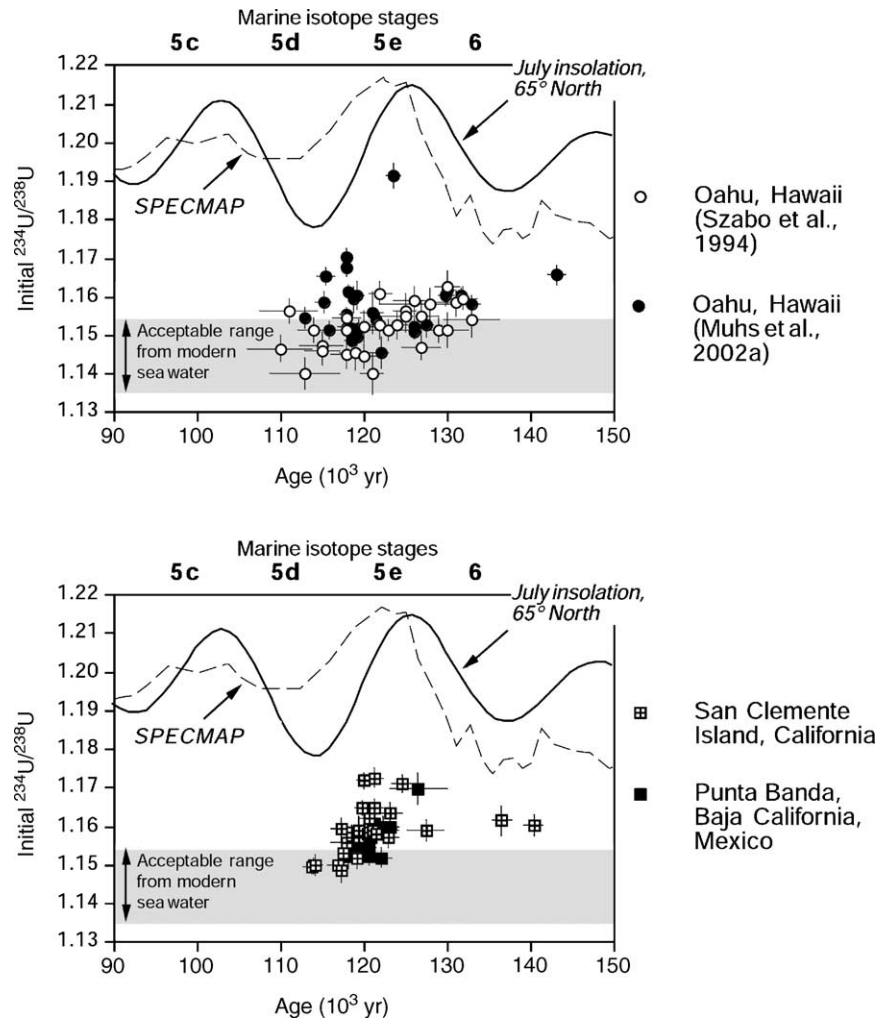 Marine isotope stages
5c 5d 5e 6
1.22
1.21
1.20
1.19
1.18
1.17
1.16
1.15
1.14
1.13
Initial ²³⁴U/²³⁸U
July insolation,
65° North
SPECMAP
Acceptable range
from modern
sea water
90 100 110 120 130 140 150
Age (10³ yr)
Oahu, Hawaii
(Szabo et al.,
1994)
Oahu, Hawaii
(Muhs et al.,
2002a)
Marine isotope stages
5c 5d 5e 6
1.22
1.21
1.20
1.19
1.18
1.17
1.16
1.15
1.14
1.13
Initial ²³⁴U/²³⁸U
July insolation,
65° North
SPECMAP
Acceptable range
from modern
sea water
90 100 110 120 130 140 150
Age (10³ yr)
San Clemente
Island, California
Punta Banda,
Baja California,
Mexico